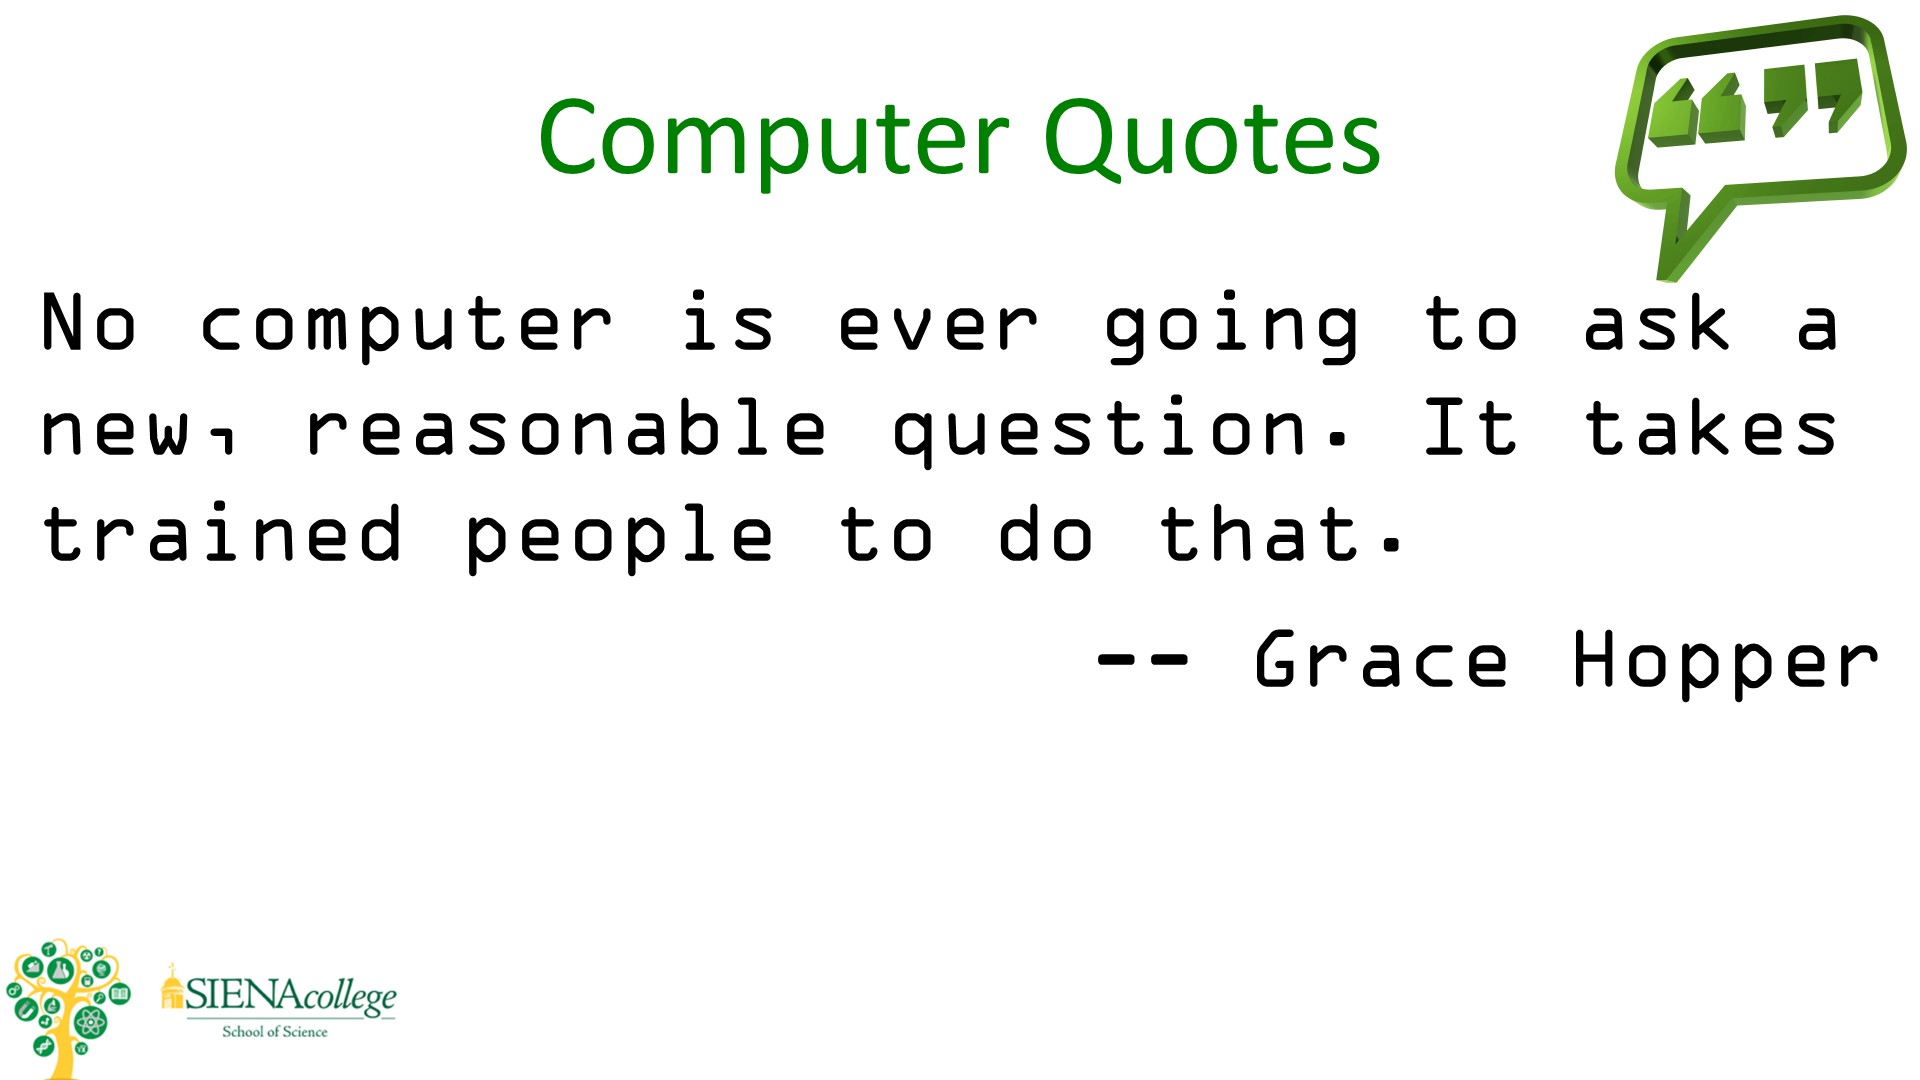 Computer Quotes
No computer is ever going to ask a
new, reasonable question. It takes
trained people to do that.
-- Grace Hopper
SIENAcollege
School of Science